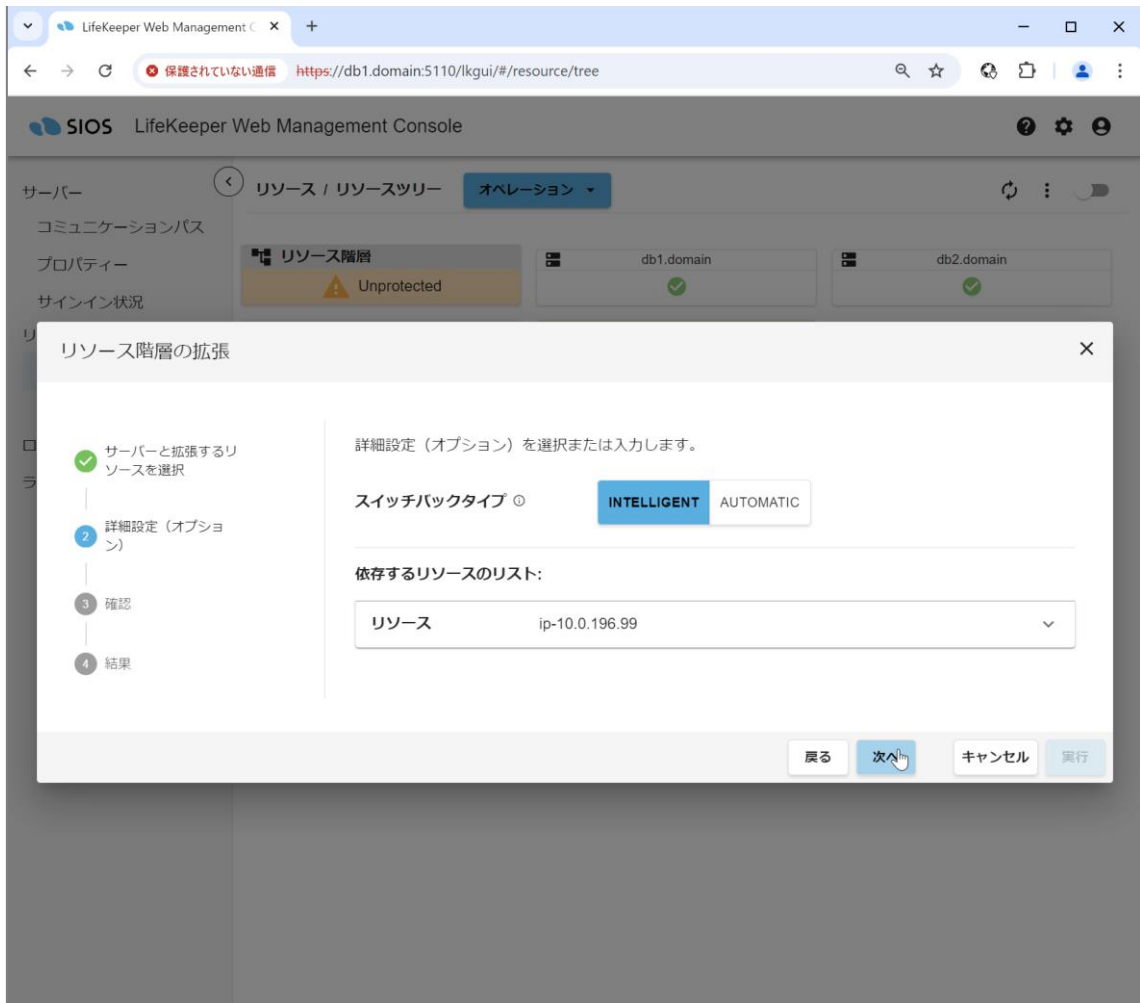 LifeKeeper Web Management C
保護されていない通信 https://db1.domain:5110/lkgui/#/resource/tree
SIOS LifeKeeper Web Management Console
サーバー
コミュニケーションパス
プロパティー
サインイン状況
リ
ロ
ラ
リソース / リソースツリー オペレーション
リソース階層 db1.domain db2.domain
Unprotected
リソース階層の拡張
サーバーと拡張するリ
ソースを選択
2 詳細設定（オプショ
ン）
3 確認
4 結果
詳細設定（オプション）を選択または入力します。
スイッチバックタイプ INTELLIGENT AUTOMATIC
依存するリソースのリスト:
リソース ip-10.0.196.99
戻る 次へ キャンセル 実行